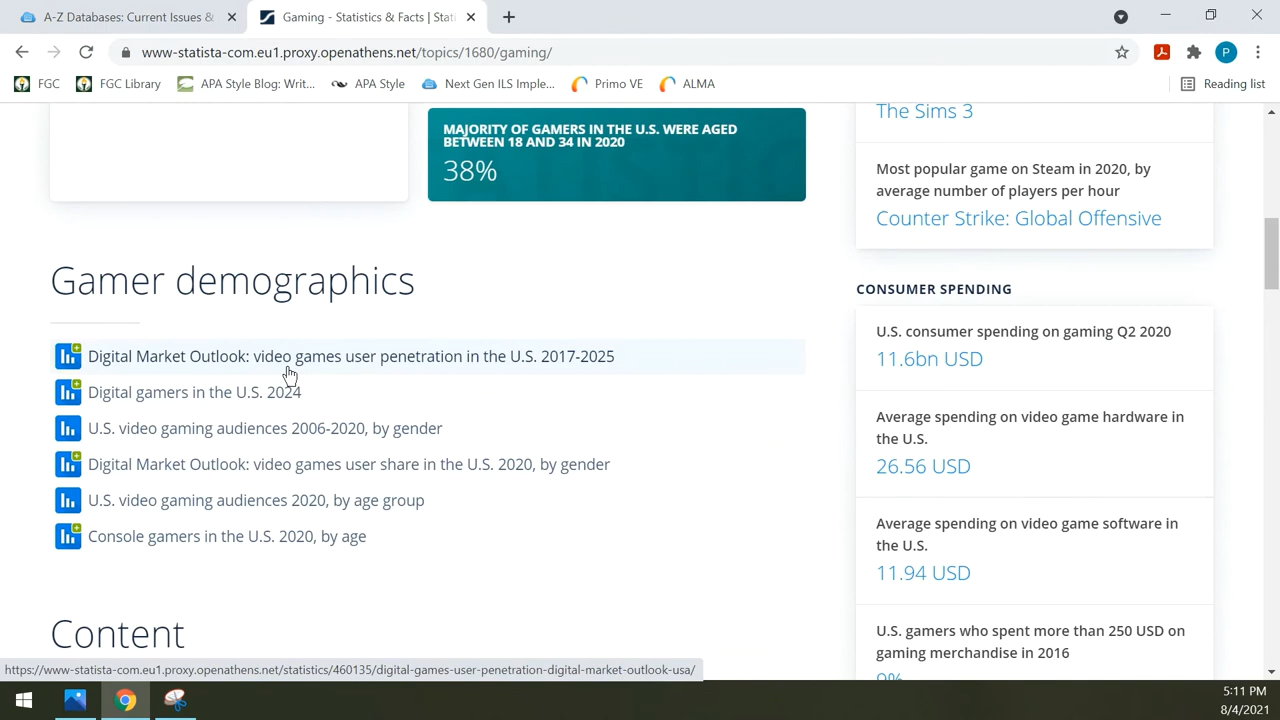 A-Z Databases: Current Issues &
Gaming - Statistics & Facts | Stati
www-statista-com.eu1.proxy.openathens.net/topics/1680/gaming/
P
FGC
FGC Library
APA Style Blog: Writ...
APA Style
Next Gen ILS Imple...
Primo VE
ALMA
Reading list
MAJORITY OF GAMERS IN THE U.S. WERE AGED
BETWEEN 18 AND 34 IN 2020
38%
Gamer demographics
Digital Market Outlook: video games user penetration in the U.S. 2017-2025
Digital gamers in the U.S. 2024
U.S. video gaming audiences 2006-2020, by gender
Digital Market Outlook: video games user share in the U.S. 2020, by gender
U.S. video gaming audiences 2020, by age group
Console gamers in the U.S. 2020, by age
Content
The Sims 3
Most popular game on Steam in 2020, by
average number of players per hour
Counter Strike: Global Offensive
CONSUMER SPENDING
U.S. consumer spending on gaming Q2 2020
11.6bn USD
Average spending on video game hardware in
the U.S.
26.56 USD
Average spending on video game software in
the U.S.
11.94 USD
U.S. gamers who spent more than 250 USD on
gaming merchandise in 2016
9%
https://www-statista-com.eu1.proxy.openathens.net/statistics/460135/digital-games-user-penetration-digital-market-outlook-usa/
5:11 PM
8/4/2021